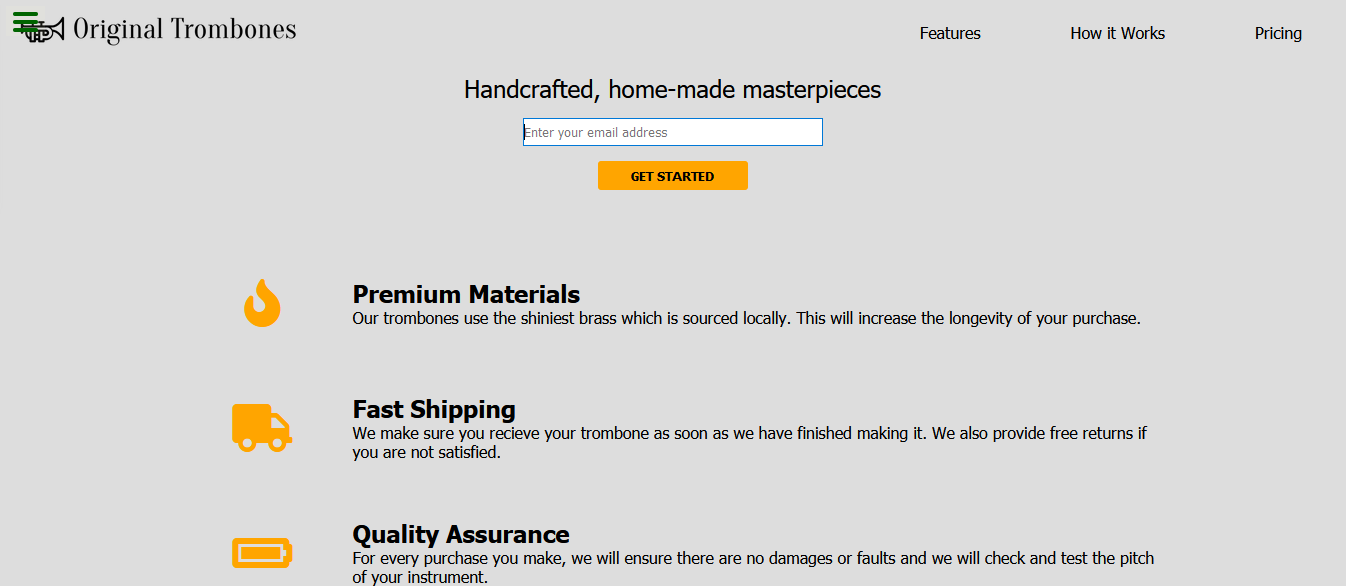 Original Trombones
Features
How it Works
Pricing
Handcrafted, home-made masterpieces
Enter your email address
GET STARTED
Premium Materials
Our trombones use the shiniest brass which is sourced locally. This will increase the longevity of your purchase.
Fast Shipping
We make sure you recieve your trombone as soon as we have finished making it. We also provide free returns if
you are not satisfied.
Quality Assurance
For every purchase you make, we will ensure there are no damages or faults and we will check and test the pitch
of your instrument.